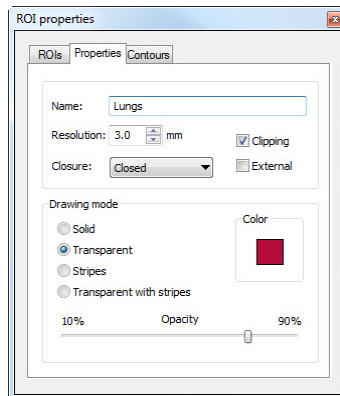 ROI properties
ROIs Properties Contours
Name: Lungs
Resolution: 3.0 mm Clipping
Closure: Closed External
Drawing mode
Color
Solid
Transparent
Stripes
Transparent with stripes
10% Opacity 90%